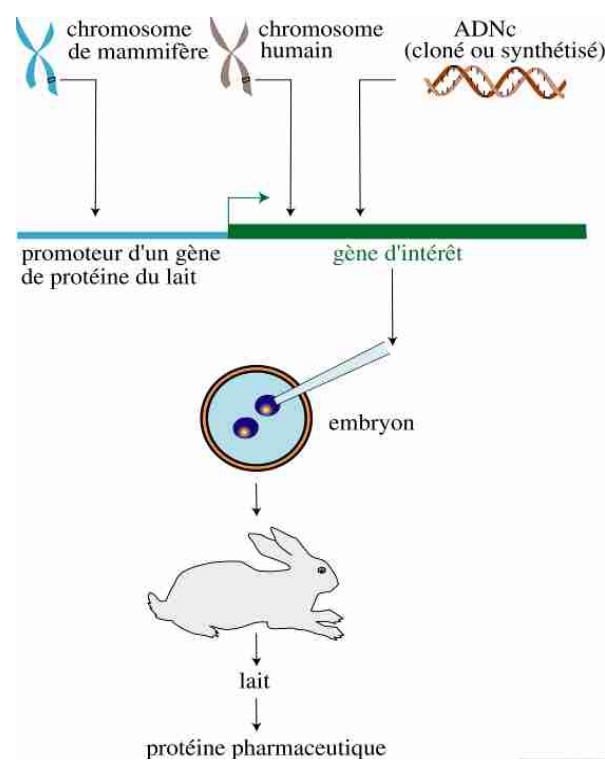 chromosome
de mammifère
chromosome
humain
ADNc
(cloné ou synthétisé)
promoteur d'un gène
de protéine du lait
gène d'intérêt
embryon
lait
protéine pharmaceutique